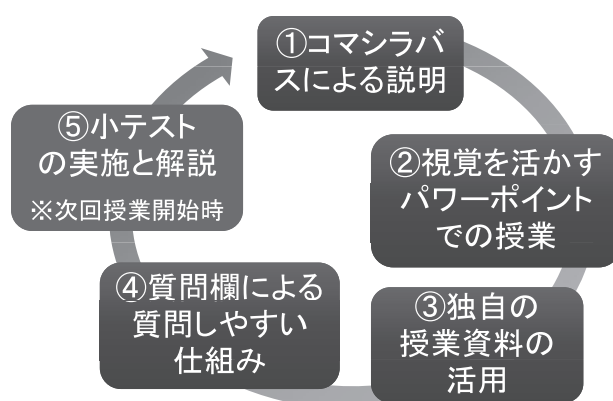 ①コマシラバ
スによる説明
②視覚を活かす
パワーポイント
での授業
③独自の
授業資料の
活用
④質問欄による
質問しやすい
仕組み
⑤小テスト
の実施と解説
※次回授業開始時